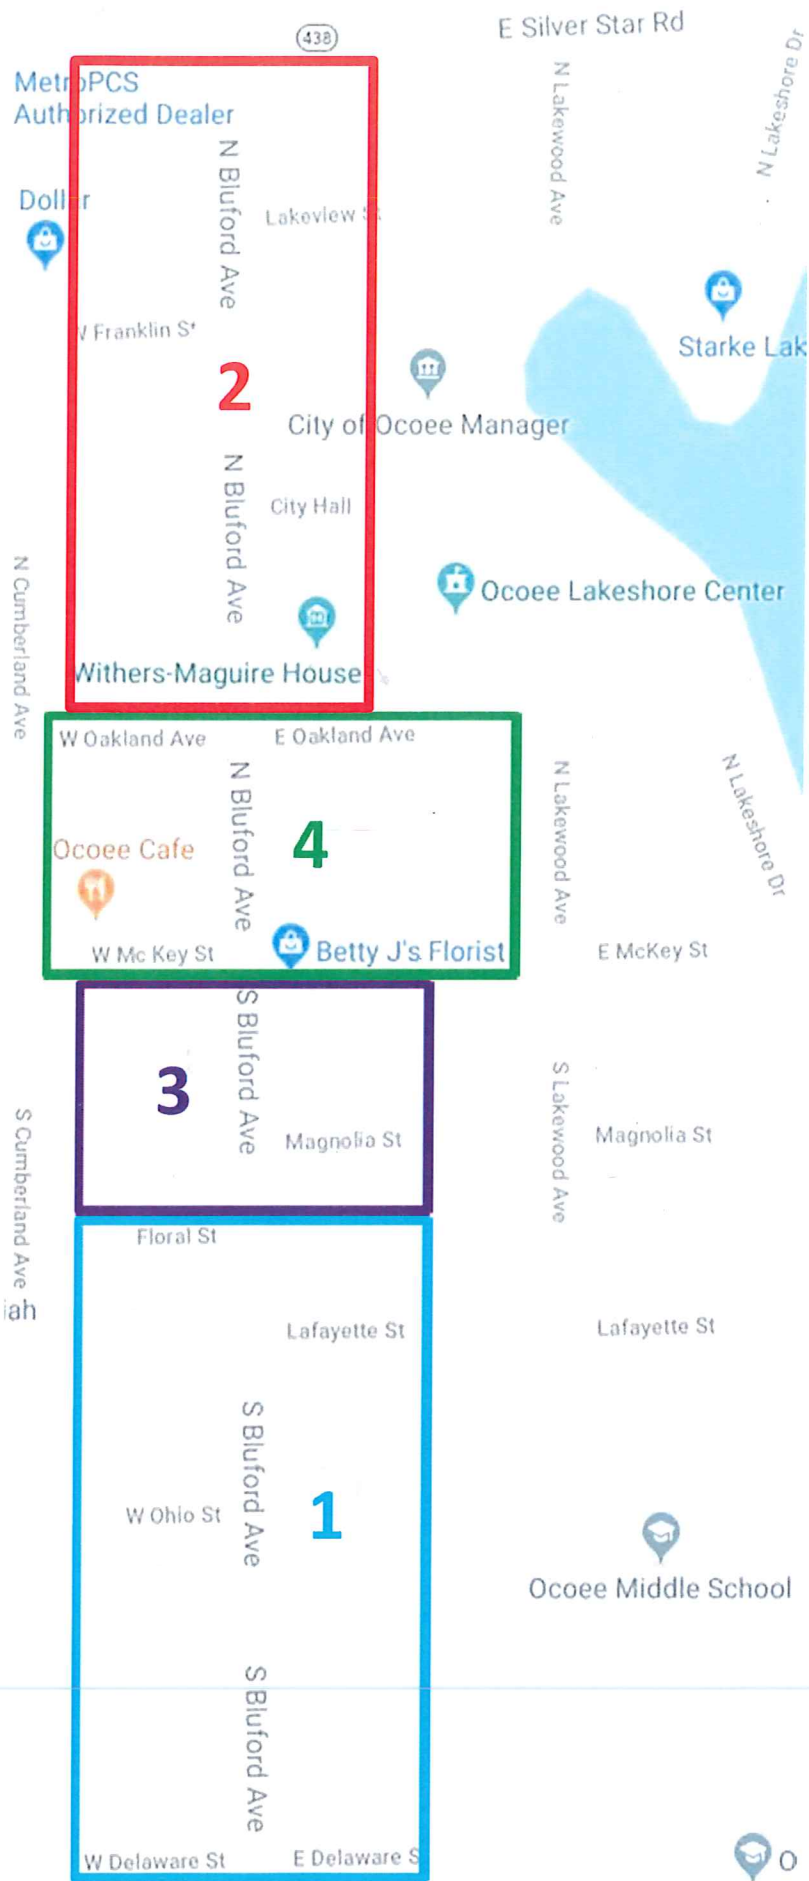 438
E Silver Star Rd
MetroPCS
Authorized Dealer
N Lakewood Ave
N Lakeshore Dr
N Bluford Ave
Lakeview
W Franklin St
2
Starke Lak
City of Ocoee Manager
N Bluford Ave
City Hall
N Cumberland Ave
Ocoee Lakeshore Center
Withers-Maguire House
W Oakland Ave
E Oakland Ave
N Bluford Ave
4
N Lakewood Ave
N Lakeshore Dr
Ocoee Cafe
W Mc Key St
Betty J's Florist
E McKey St
S Bluford Ave
3
S Lakewood Ave
Magnolia St
Magnolia St
S Cumberland Ave
Floral St
iah
Lafayette St
Lafayette St
S Bluford Ave
W Ohio St
1
Ocoee Middle School
S Bluford Ave
W Delaware St
E Delaware S
O